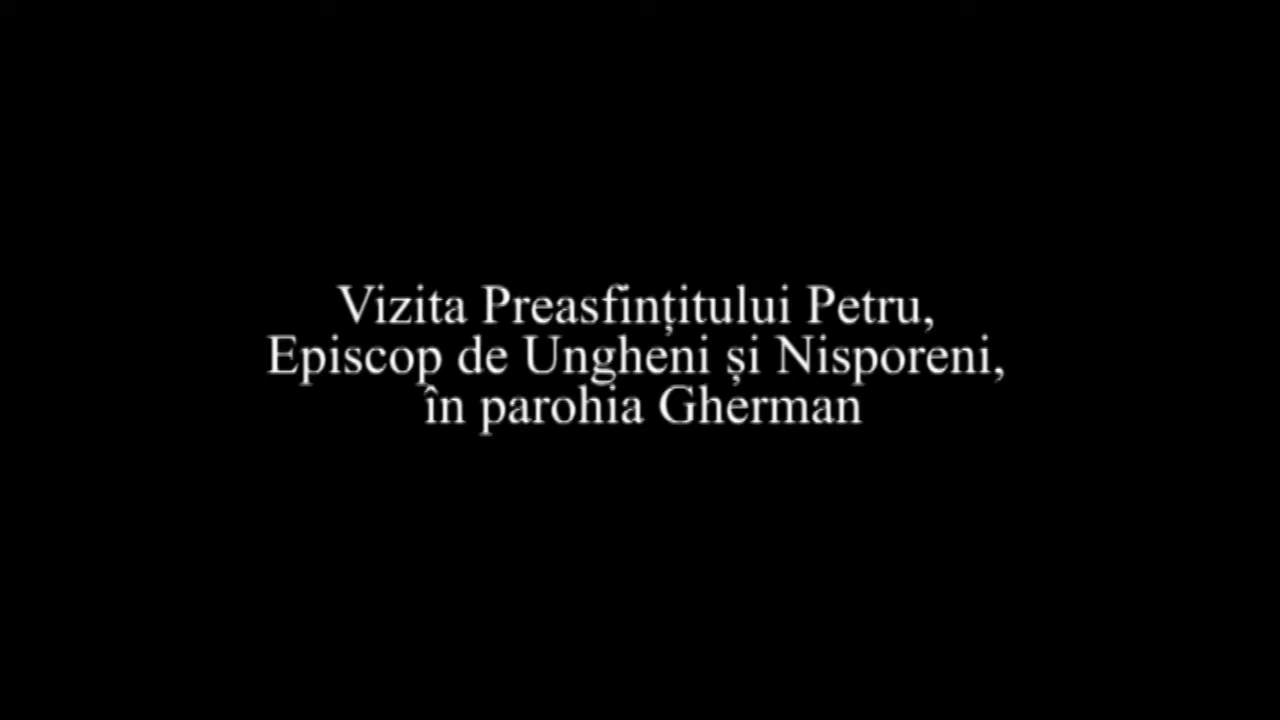 Vizita Preasfințitului Petru,
Episcop de Ungheni și Nisporeni,
în parohia Gherman